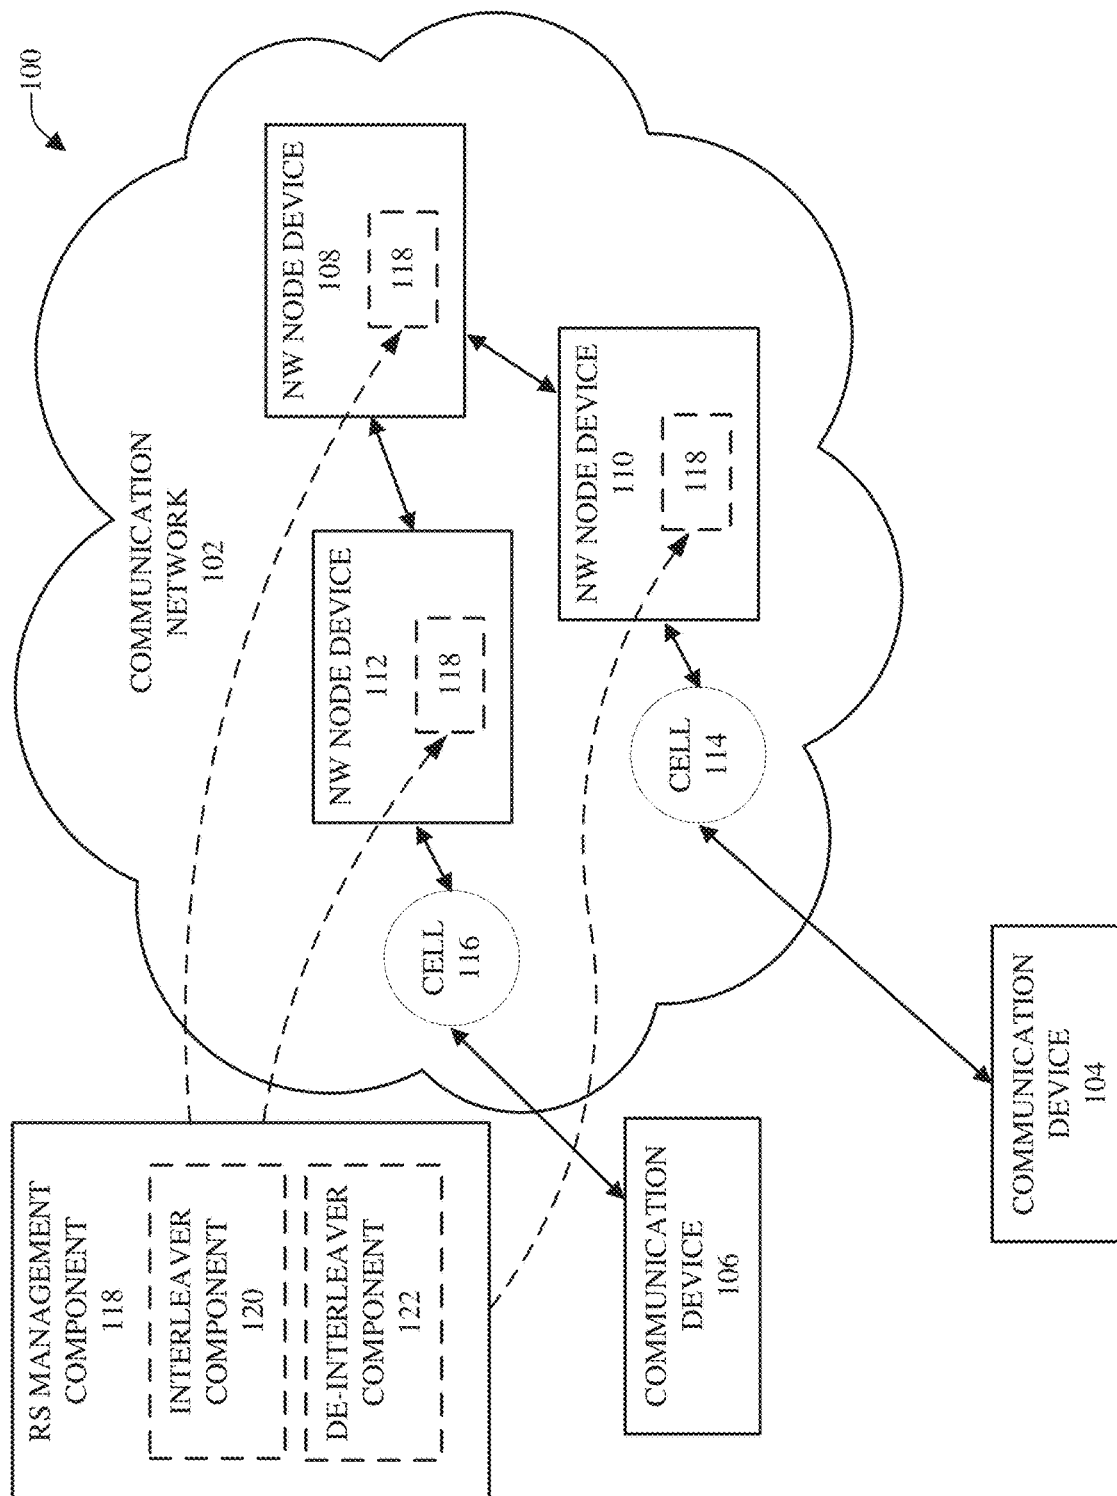 100
COMMUNICATION
NETWORK
102
RS MANAGEMENT
COMPONENT
118
INTERLEAVER
COMPONENT
120
DE-INTERLEAVER
COMPONENT
122
NW NODE DEVICE
108
118
NW NODE DEVICE
112
118
NW NODE DEVICE
110
118
CELL
116
CELL
114
COMMUNICATION
DEVICE
106
COMMUNICATION
DEVICE
104